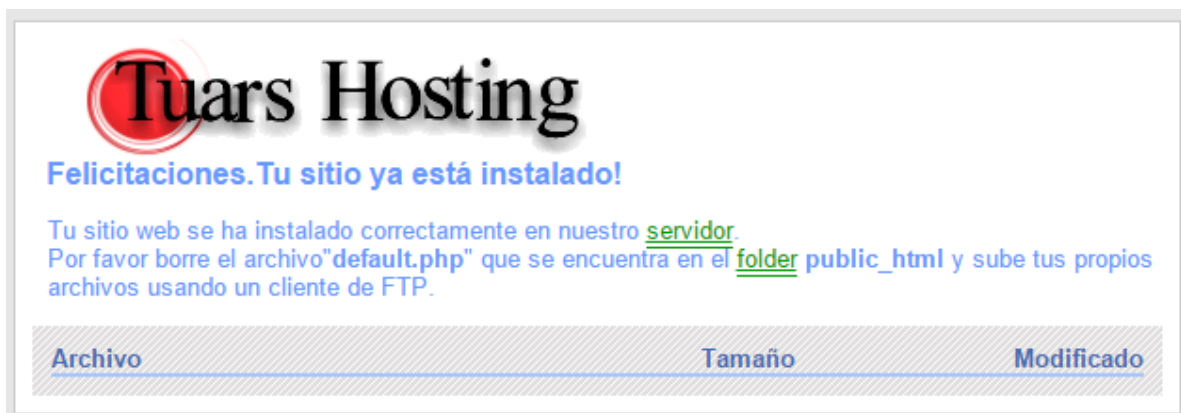 Tuars Hosting
Felicitaciones.Tu sitio ya está instalado!
Tu sitio web se ha instalado correctamente en nuestro servidor.
Por favor borre el archivo"default.php" que se encuentra en el folder public_html y sube tus propios
archivos usando un cliente de FTP.
Archivo Tamaño Modificado